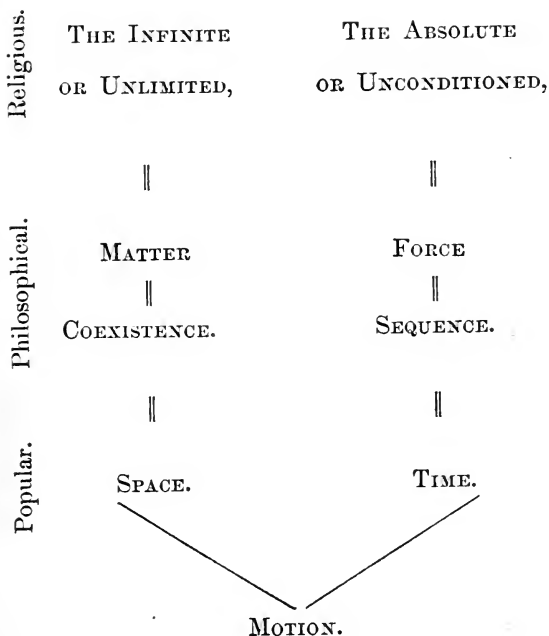 Religious.
The Infinite
or Unlimited,
The Absolute
or Unconditioned,
‖
‖
Philosophical.
Matter
‖
Coexistence.
Force
‖
Sequence.
‖
‖
Popular.
Space.
Time.
Motion.